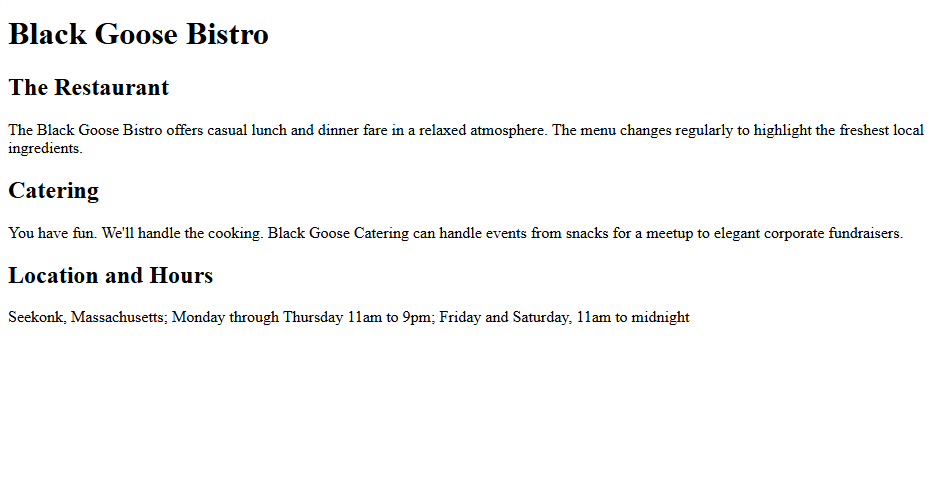 Black Goose Bistro
The Restaurant
The Black Goose Bistro offers casual lunch and dinner fare in a relaxed atmosphere. The menu changes regularly to highlight the freshest local
ingredients.
Catering
You have fun. We'll handle the cooking. Black Goose Catering can handle events from snacks for a meetup to elegant corporate fundraisers.
Location and Hours
Seekonk, Massachusetts; Monday through Thursday 11am to 9pm; Friday and Saturday, 11am to midnight